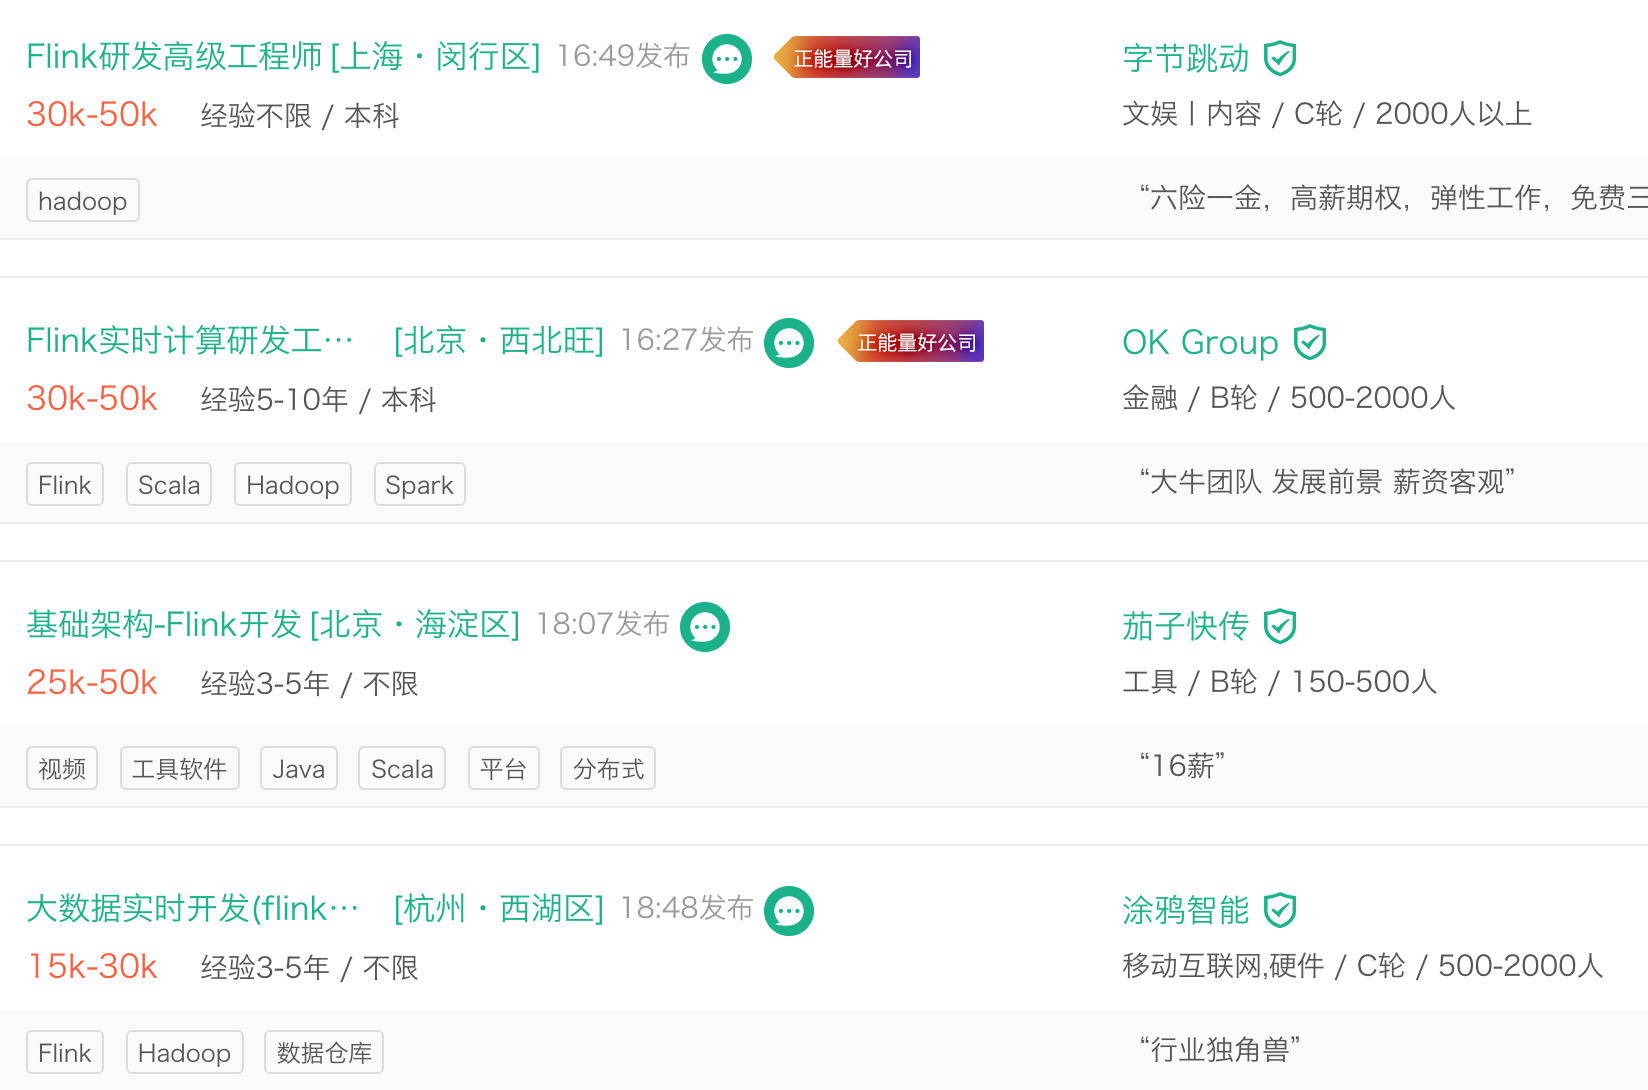 Flink研发高级工程师 [上海·闵行区] 16:49发布 正能量好公司 字节跳动
30k-50k 经验不限 / 本科 文娱丨内容 / C轮 / 2000人以上
hadoop “六险一金，高薪期权，弹性工作，免费三
Flink实时计算研发工… [北京·西北旺] 16:27发布 正能量好公司 OK Group
30k-50k 经验5-10年 / 本科 金融 / B轮 / 500-2000人
Flink Scala Hadoop Spark “大牛团队 发展前景 薪资客观”
基础架构-Flink开发 [北京·海淀区] 18:07发布 茄子快传
25k-50k 经验3-5年 / 不限 工具 / B轮 / 150-500人
视频 工具软件 Java Scala 平台 分布式 “16薪”
大数据实时开发(flink… [杭州·西湖区] 18:48发布 涂鸦智能
15k-30k 经验3-5年 / 不限 移动互联网,硬件 / C轮 / 500-2000人
Flink Hadoop 数据仓库 “行业独角兽”